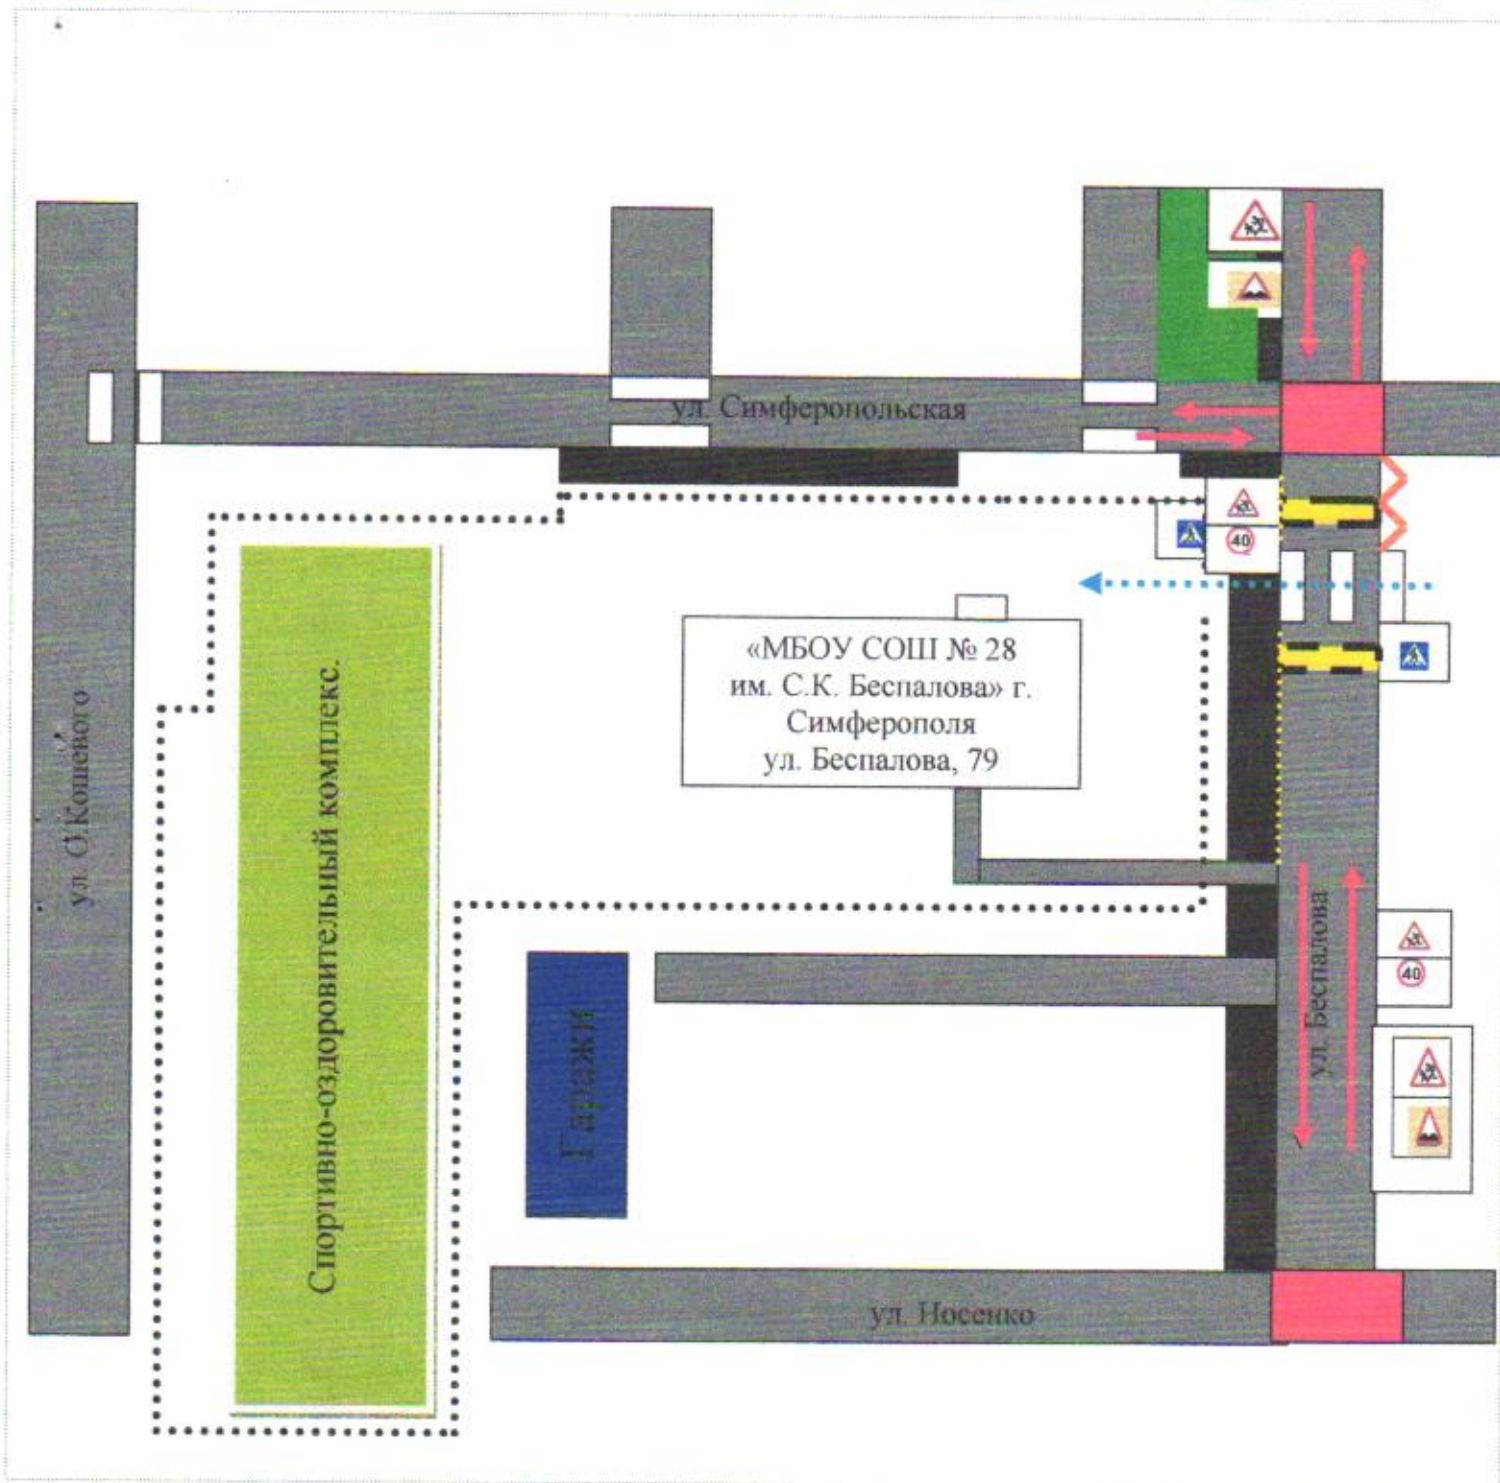 ул. Симферопольская
40
«МБОУ СОШ № 28
им. С.К. Беспалова» г.
Симферополя
ул. Беспалова, 79
ул. О.Кошевого
Спортивно-оздоровительный комплекс.
Гаражи
ул. Беспалова
40
ул. Носенко